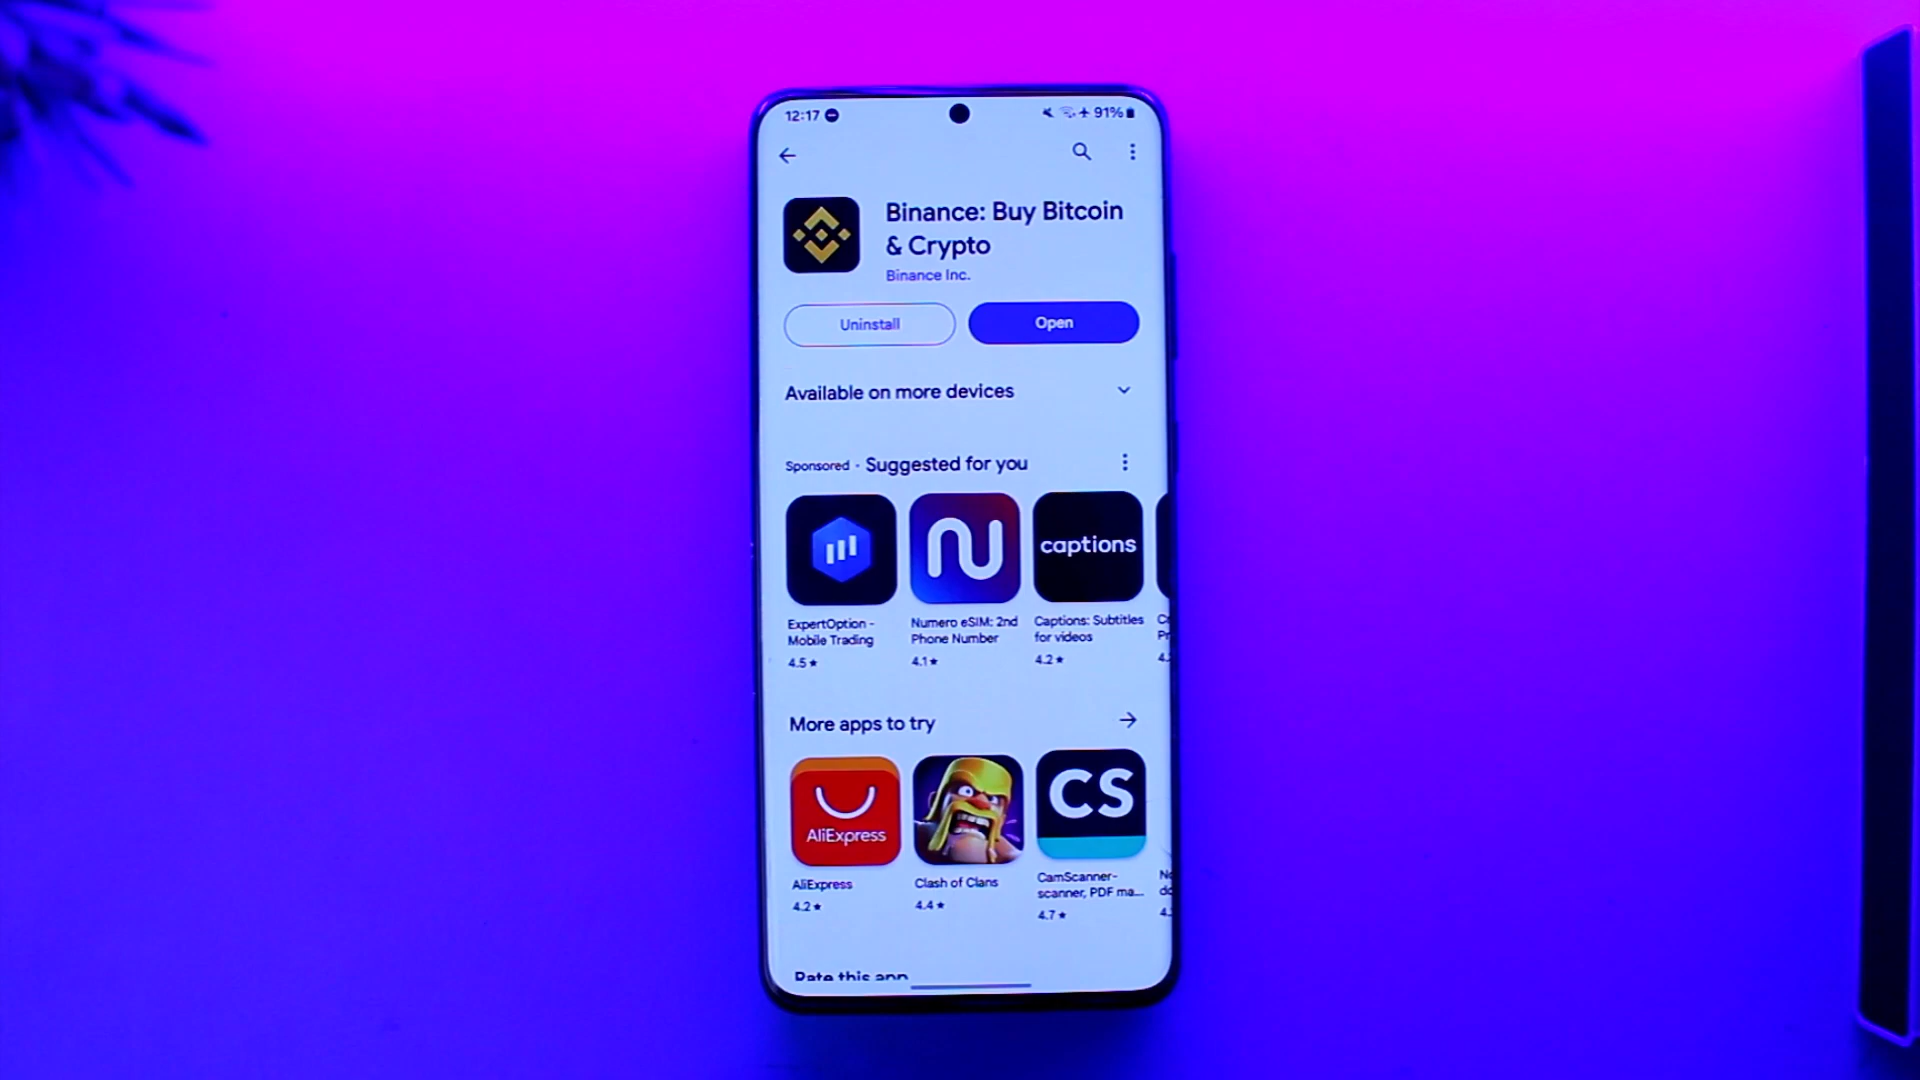 12:17
91%
Binance: Buy Bitcoin
& Crypto
Binance Inc.
Uninstall
Open
Available on more devices
Sponsored · Suggested for you
captions
ExpertOption -
Mobile Trading
4.5★
Numero eSIM: 2nd
Phone Number
4.1★
Captions: Subtitles
for videos
4.2★
More apps to try
AliExpress
CS
AliExpress
4.2★
Clash of Clans
4.4★
CamScanner-
scanner, PDF ma...
4.7★
Rate this app